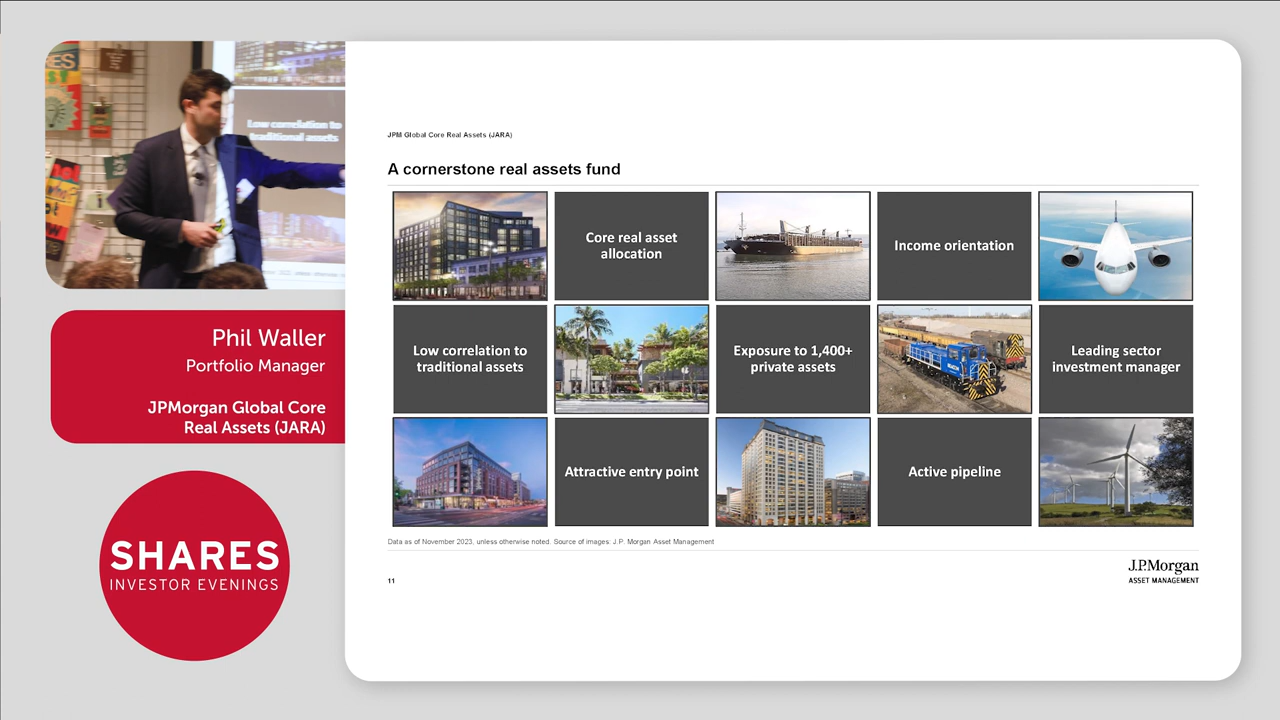 JPM Global Core Real Assets (JARA)
A cornerstone real assets fund
Core real asset
allocation
Income orientation
Low correlation to
traditional assets
Exposure to 1,400+
private assets
Leading sector
investment manager
Attractive entry point
Active pipeline
Data as of November 2023, unless otherwise noted. Source of images: J.P. Morgan Asset Management
11
J.P.Morgan
ASSET MANAGEMENT
Phil Waller
Portfolio Manager
JPMorgan Global Core
Real Assets (JARA)
SHARES
INVESTOR EVENINGS